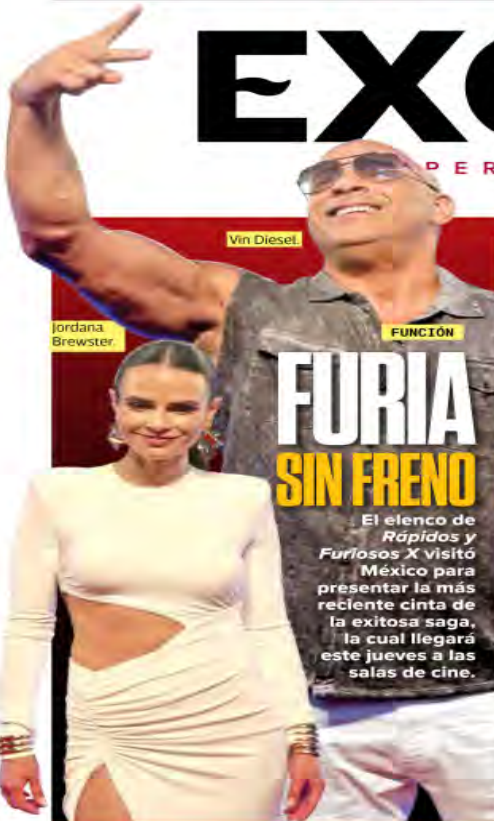 EXC
PER
Vin Diesel.
Jordana
Brewster.
FUNCIÓN
FURIA
SIN FRENO
El elenco de
Rápidos y
Furiosos X visitó
México para
presentar la más
reciente cinta de
la exitosa saga,
la cual llegará
este jueves a las
salas de cine.